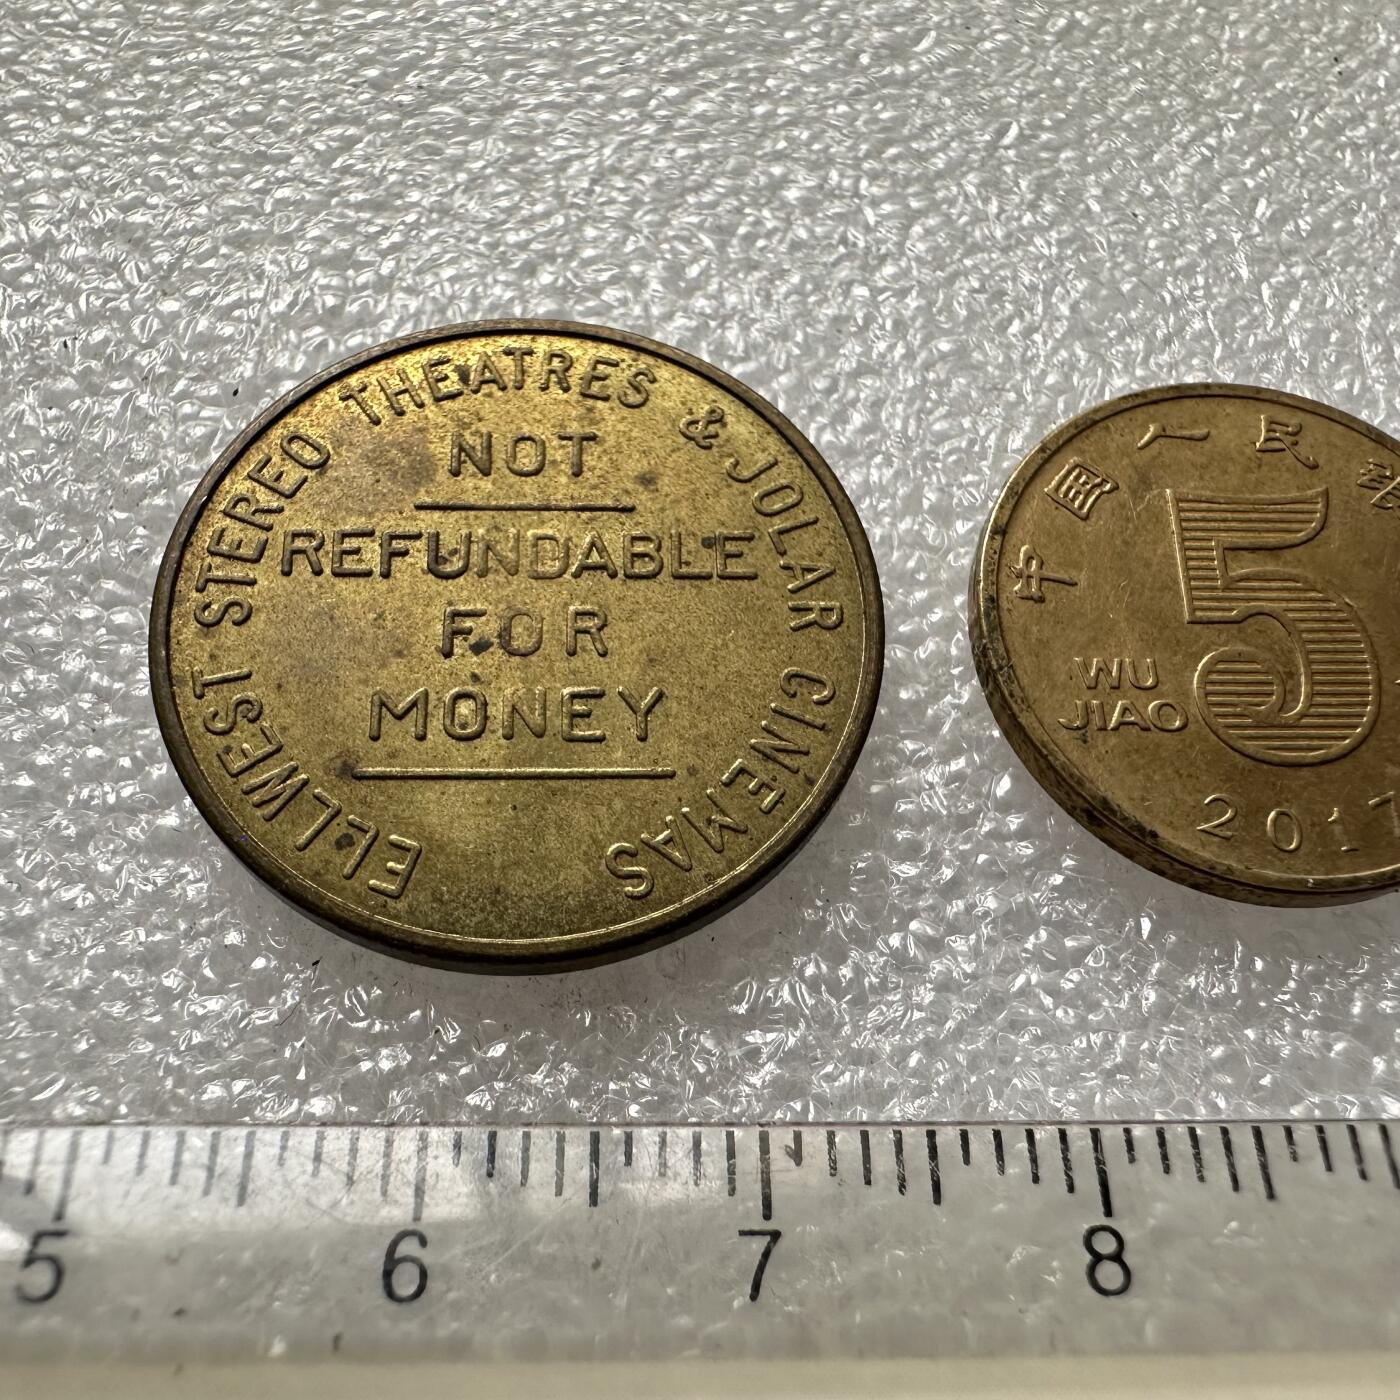 ELLWEST STEREO THEATRES & JOLAR CINEMAS
NOT
REFUNDABLE
FOR
MONEY
中国人民
5
WU
JIAO
201
5 6 7 8